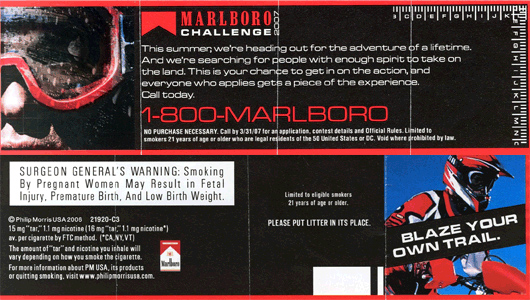 MARLBORO
CHALLENGE 2007
This summer, we're heading out for the adventure of a lifetime.
And we're searching for people with enough spirit to take on
the land. This is your chance to get in on the action, and
everyone who applies gets a piece of the experience.
Call today.
1-800-MARLBORO
NO PURCHASE NECESSARY. Call by 3/31/07 for an application, contest details and Official Rules. Limited to
smokers 21 years of age or older who are legal residents of the 50 United States or DC. Void where prohibited by law.
SURGEON GENERAL'S WARNING: Smoking
By Pregnant Women May Result in Fetal
Injury, Premature Birth, And Low Birth Weight.
© Philip Morris USA 2006 21920-C3
15 mg "tar," 1.1 mg nicotine (16 mg "tar," 1.1 mg nicotine*)
av. per cigarette by FTC method. (*CA, NY, VT)
The amount of "tar" and nicotine you inhale will
vary depending on how you smoke the cigarette.
For more information about PM USA, its products
or quitting smoking, visit www.philipmorrisusa.com.
Marlboro
Limited to eligible smokers
21 years of age or older.
PLEASE PUT LITTER IN ITS PLACE.
BLAZE YOUR
OWN TRAIL.